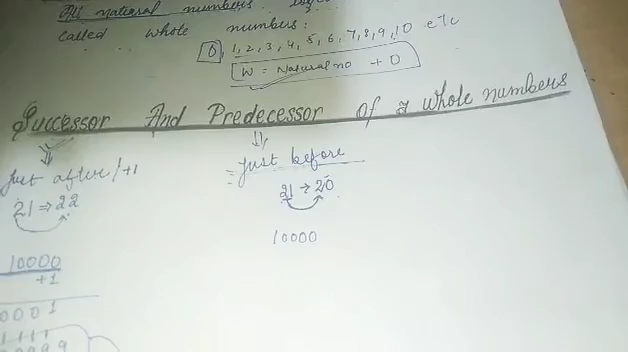 All natural numbers
called whole numbers:
0, 1, 2, 3, 4, 5, 6, 7, 8, 9, 10 etc
W = Natural no + 0
Successor And Predecessor of a whole numbers
⇓ ⇓
Just after / +1
= Just before
21 ⇒ 22
21 → 20
10000
10000
+1
0001
1111